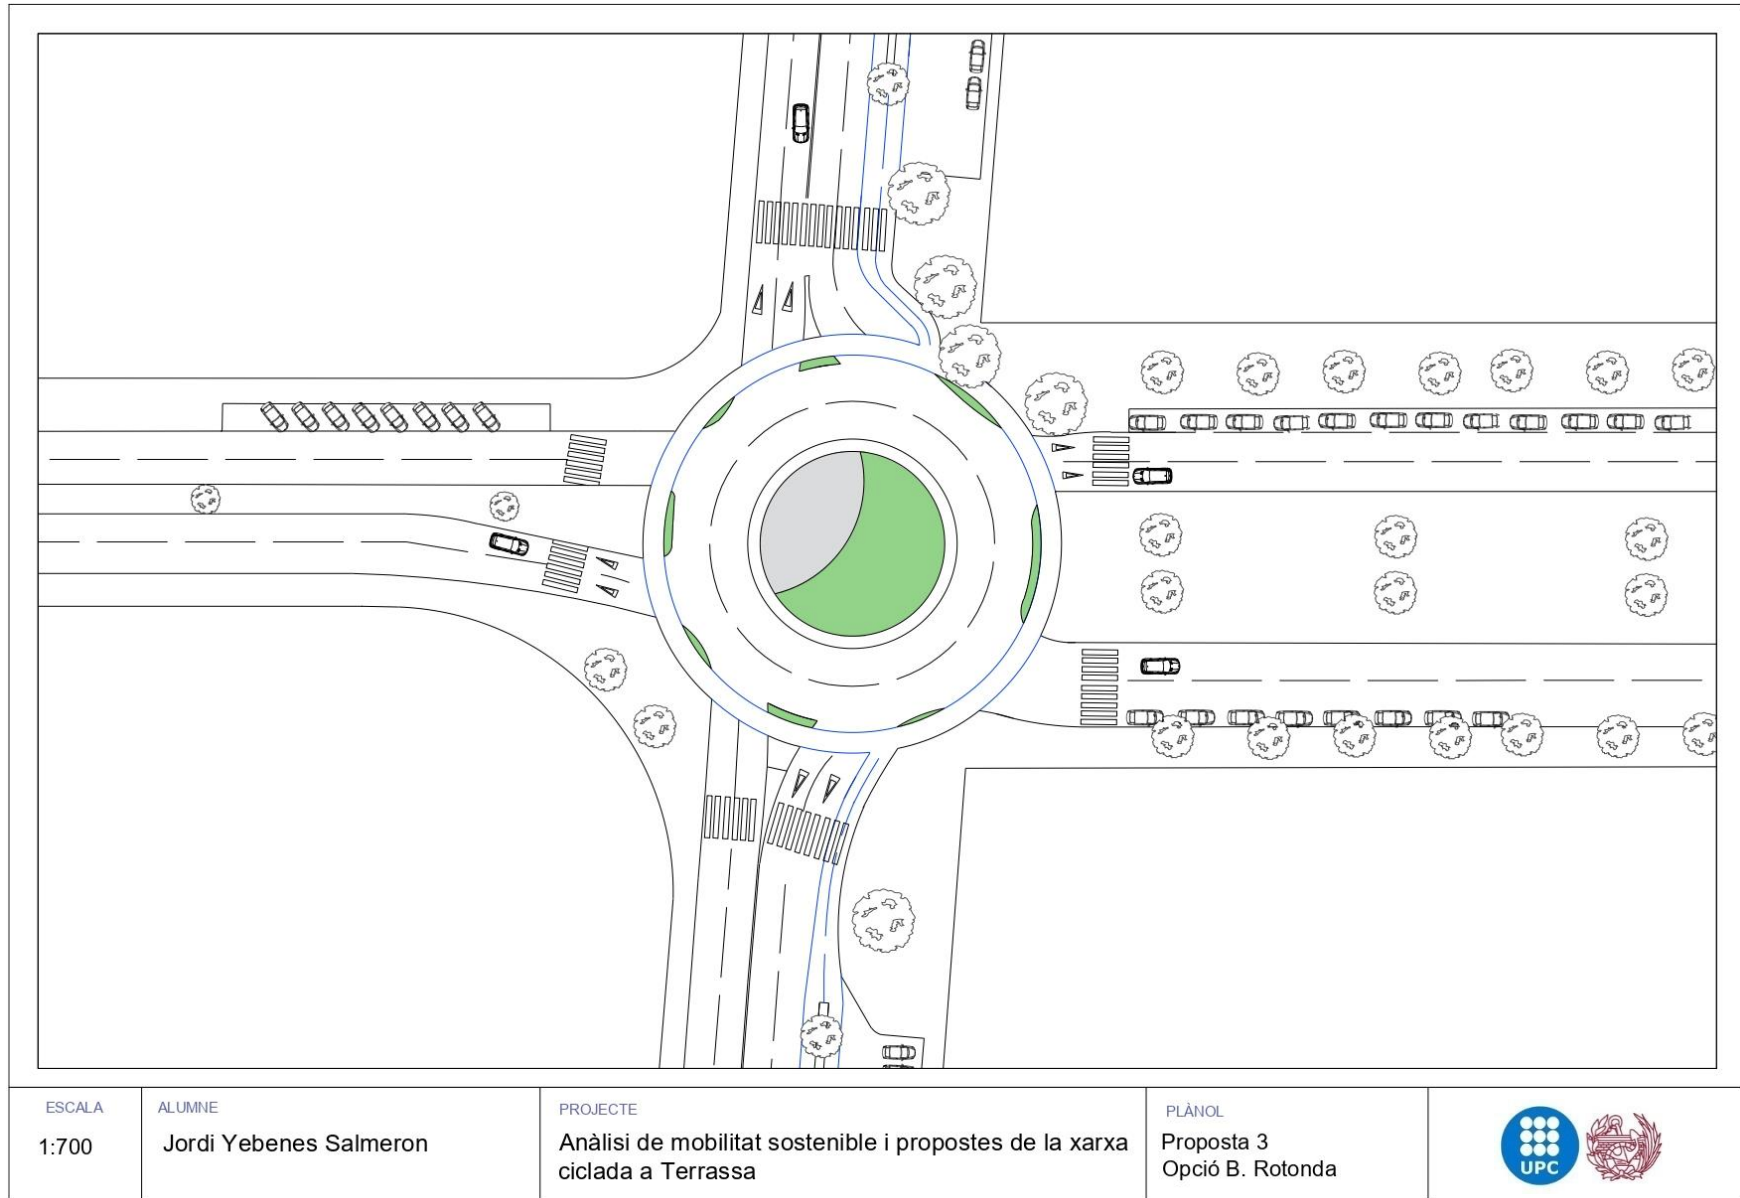 ESCALA
1:700
ALUMNE
Jordi Yebenes Salmeron
PROJECTE
Anàlisi de mobilitat sostenible i propostes de la xarxa
ciclada a Terrassa
PLÀNOL
Proposta 3
Opció B. Rotonda
UPC